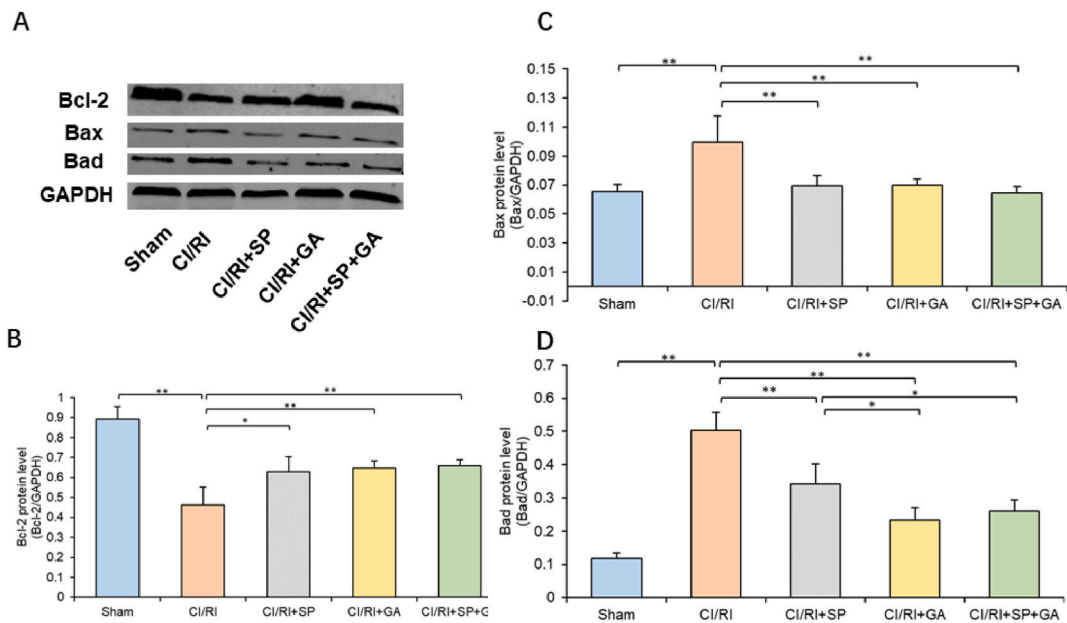 A
Bcl-2
Bax
Bad
GAPDH
Sham
CI/RI
CI/RI+SP
CI/RI+GA
CI/RI+SP+GA
B
Bcl-2 protein level
(Bcl-2/GAPDH)
1
0.9
0.8
0.7
0.6
0.5
0.4
0.3
0.2
0.1
0
**
**
**
*
Sham
CI/RI
CI/RI+SP
CI/RI+GA
CI/RI+SP+G
C
Bax protein level
(Bax/GAPDH)
0.15
0.13
0.11
0.09
0.07
0.05
0.03
0.01
-0.01
**
**
**
**
Sham
CI/RI
CI/RI+SP
CI/RI+GA
CI/RI+SP+GA
D
Bad protein level
(Bad/GAPDH)
0.7
0.6
0.5
0.4
0.3
0.2
0.1
0
**
**
**
**
*
*
Sham
CI/RI
CI/RI+SP
CI/RI+GA
CI/RI+SP+GA